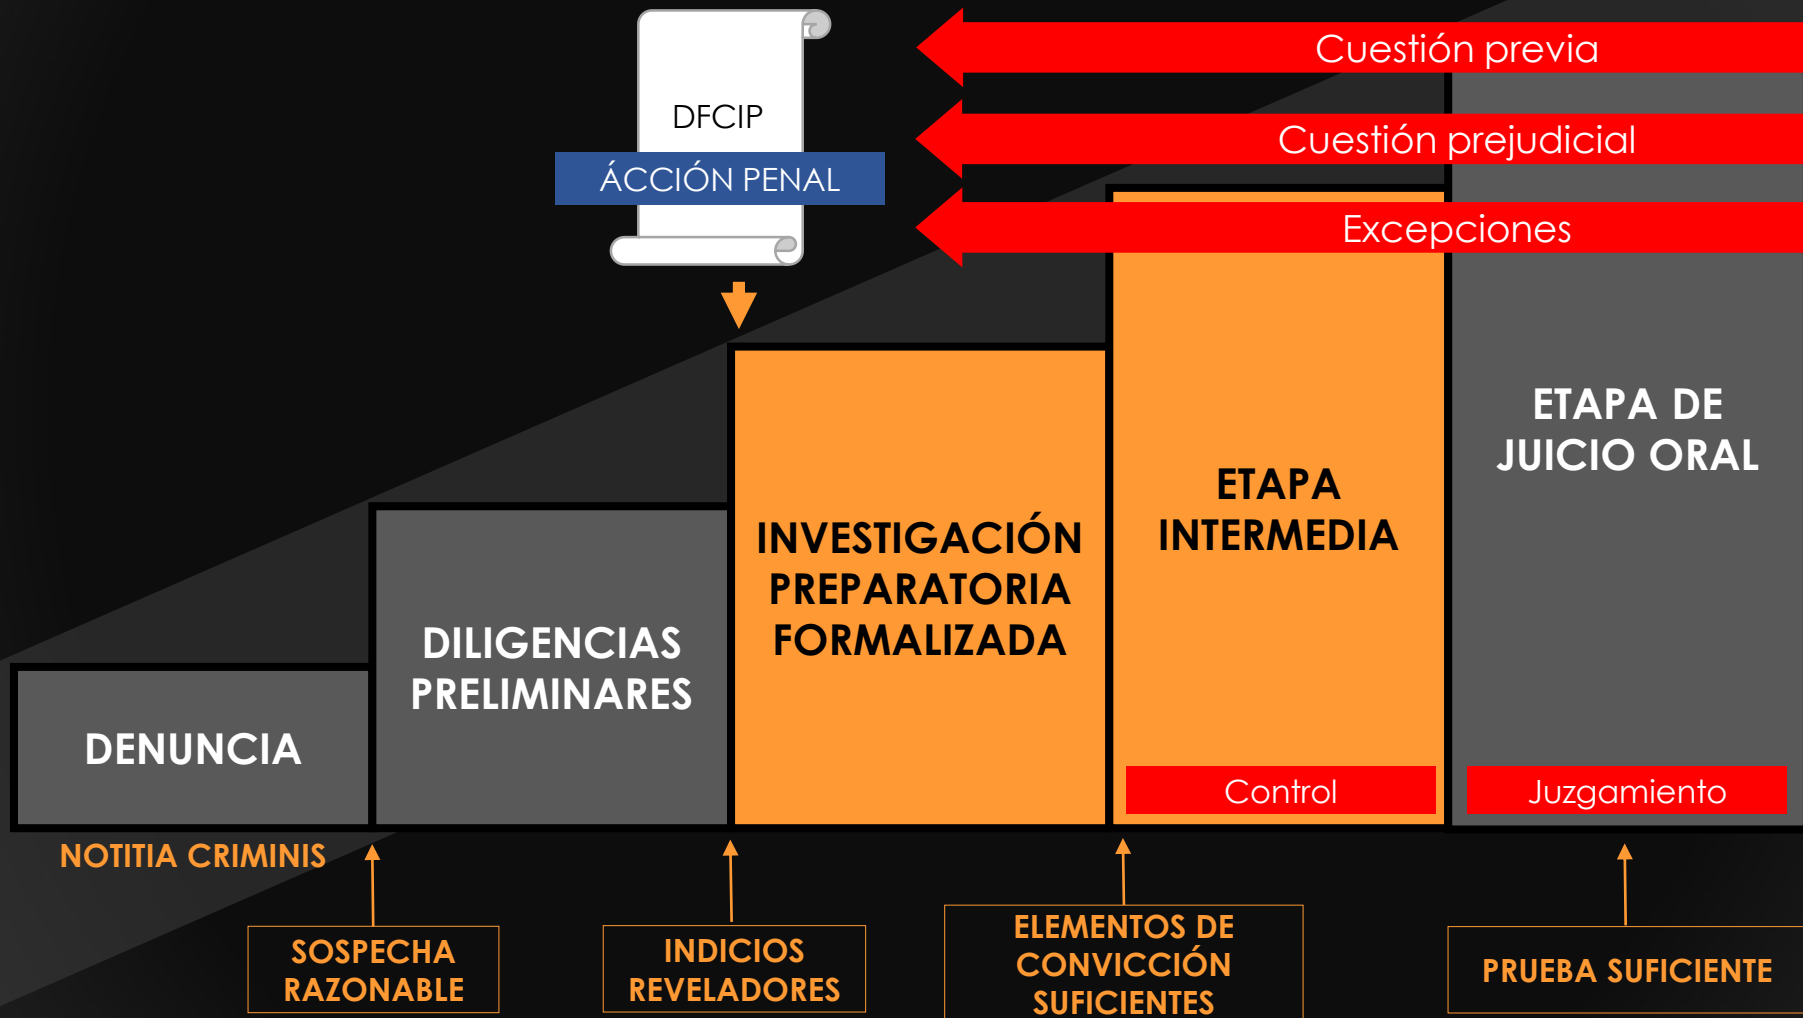 DFCIP
ÁCCIÓN PENAL
Cuestión previa
Cuestión prejudicial
Excepciones
DENUNCIA
NOTITIA CRIMINIS
DILIGENCIAS
PRELIMINARES
INVESTIGACIÓN
PREPARATORIA
FORMALIZADA
ETAPA
INTERMEDIA
Control
ETAPA DE
JUICIO ORAL
Juzgamiento
SOSPECHA
RAZONABLE
INDICIOS
REVELADORES
ELEMENTOS DE
CONVICCIÓN
SUFICIENTES
PRUEBA SUFICIENTE